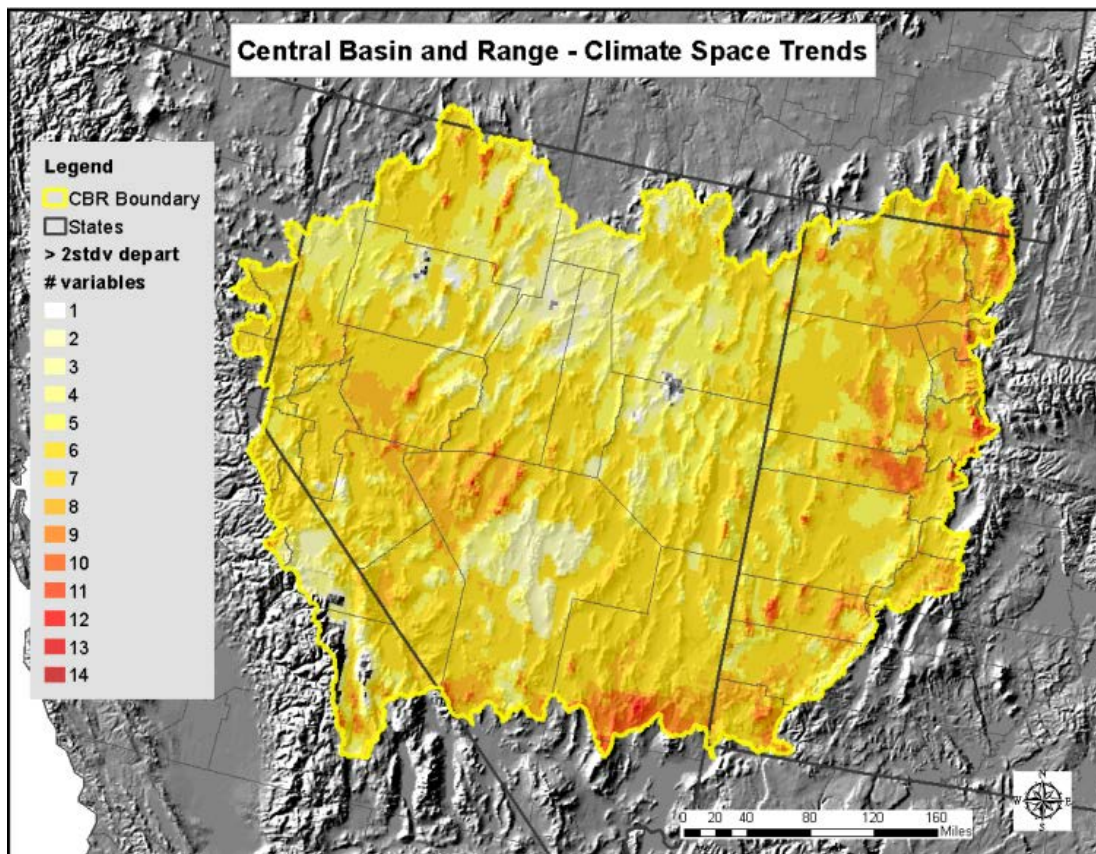 Central Basin and Range - Climate Space Trends
Legend
CBR Boundary
States
> 2stdv depart
# variables
1
2
3
4
5
6
7
8
9
10
11
12
13
14
N
W E
S
0 20 40 80 120 160
Miles